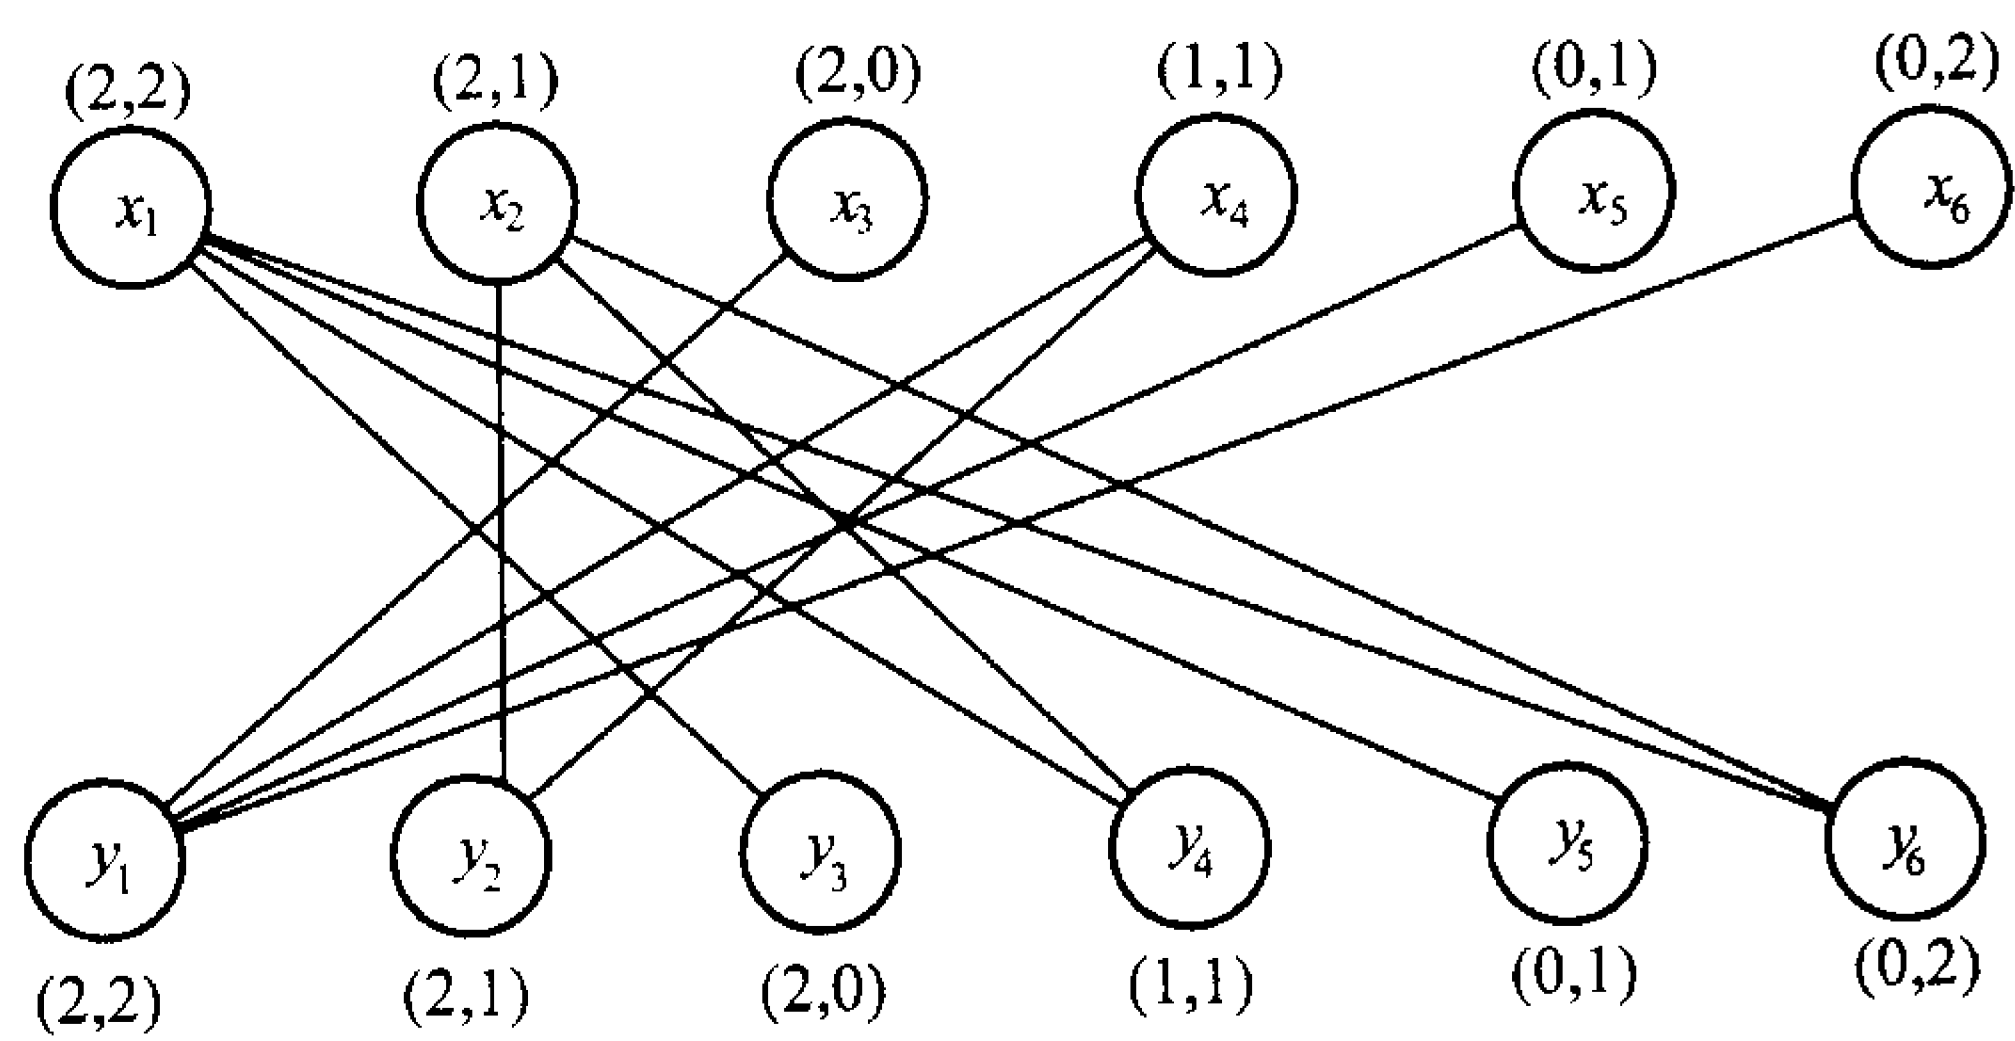 (2,2) (2,1) (2,0) (1,1) (0,1) (0,2)
x1 x2 x3 x4 x5 x6
y1 y2 y3 y4 y5 y6
(2,2) (2,1) (2,0) (1,1) (0,1) (0,2)